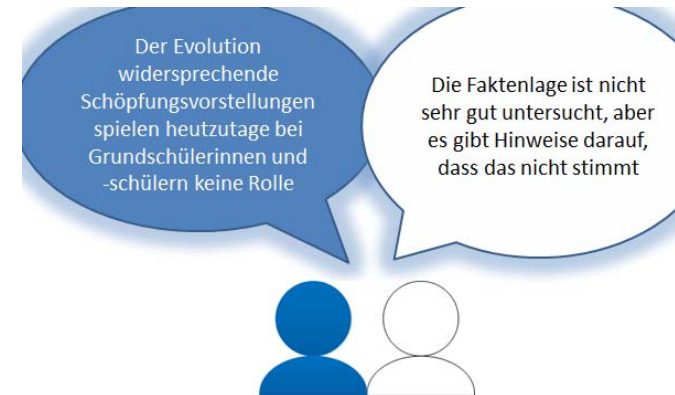 Der Evolution
widersprechende
Schöpfungsvorstellungen
spielen heutzutage bei
Grundschülerinnen und
-schülern keine Rolle
Die Faktenlage ist nicht
sehr gut untersucht, aber
es gibt Hinweise darauf,
dass das nicht stimmt